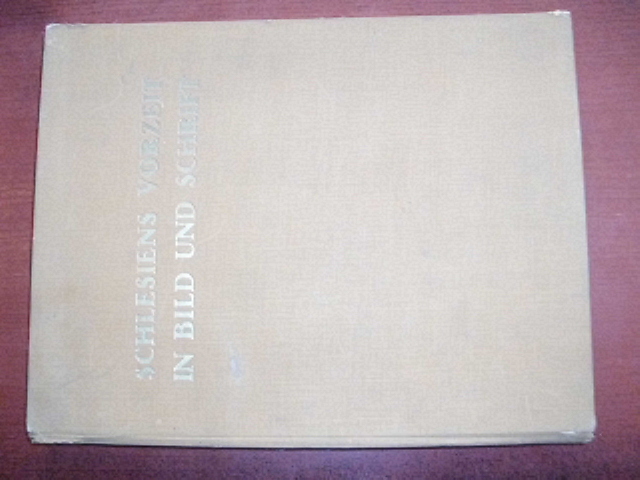 SCHLESIENS VORZEIT
IN BILD UND SCHRIFT